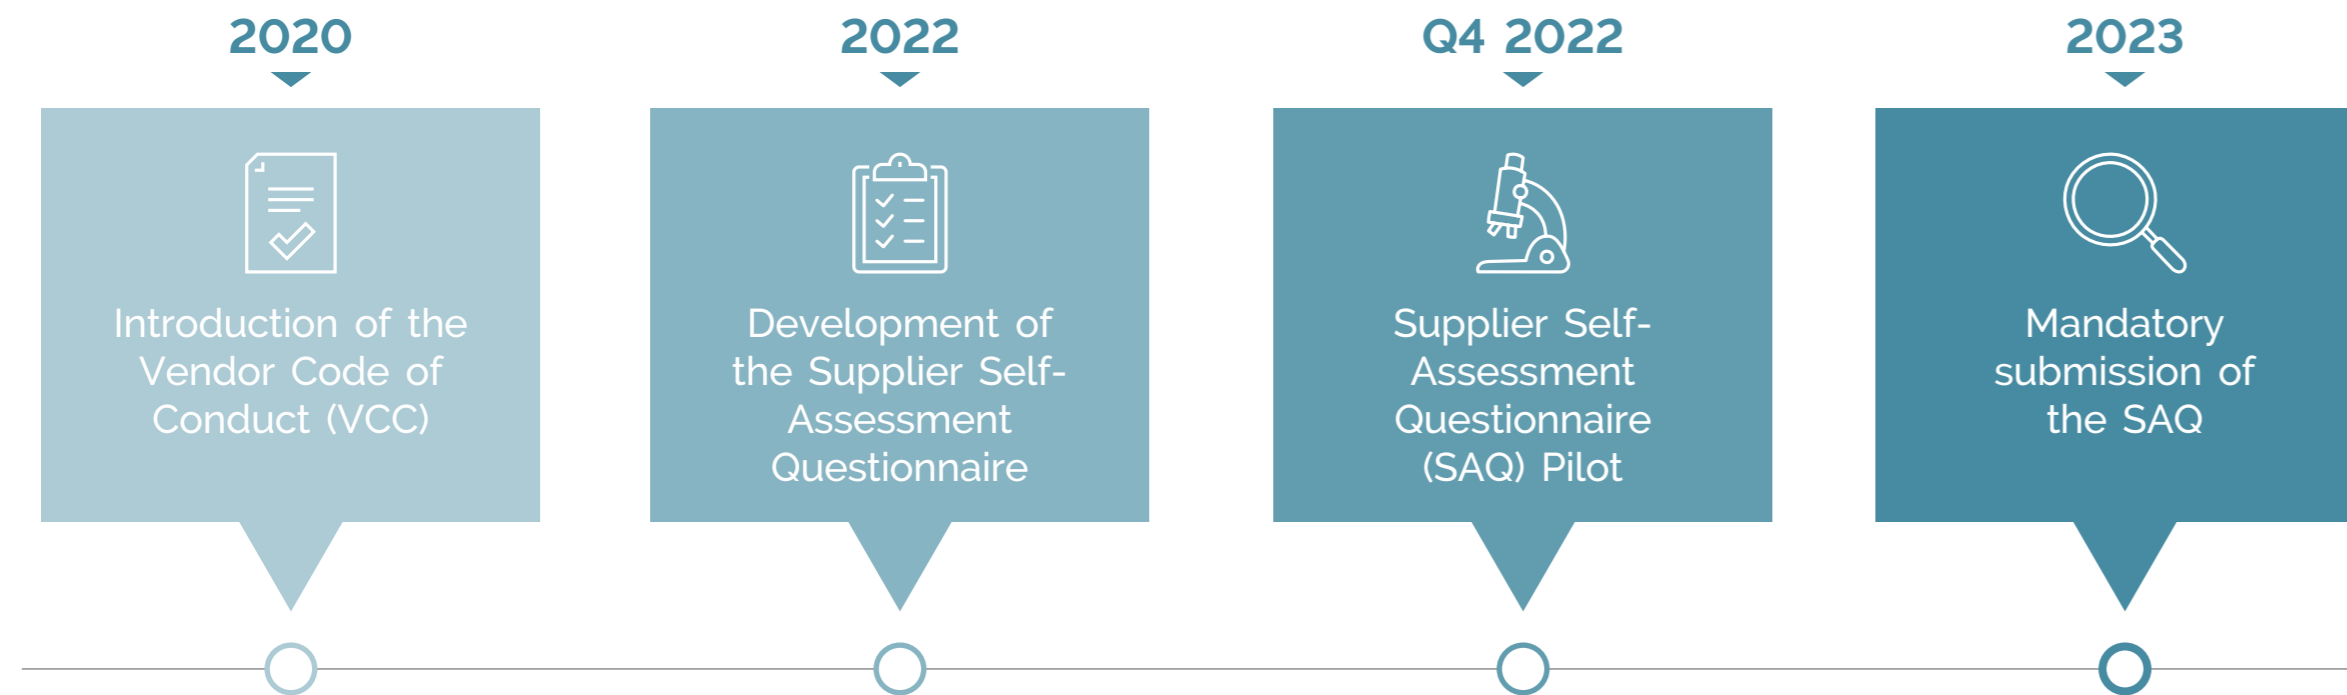 2020
Introduction of the
Vendor Code of
Conduct (VCC)
2022
Development of
the Supplier Self-
Assessment
Questionnaire
Q4 2022
Supplier Self-
Assessment
Questionnaire
(SAQ) Pilot
2023
Mandatory
submission of
the SAQ